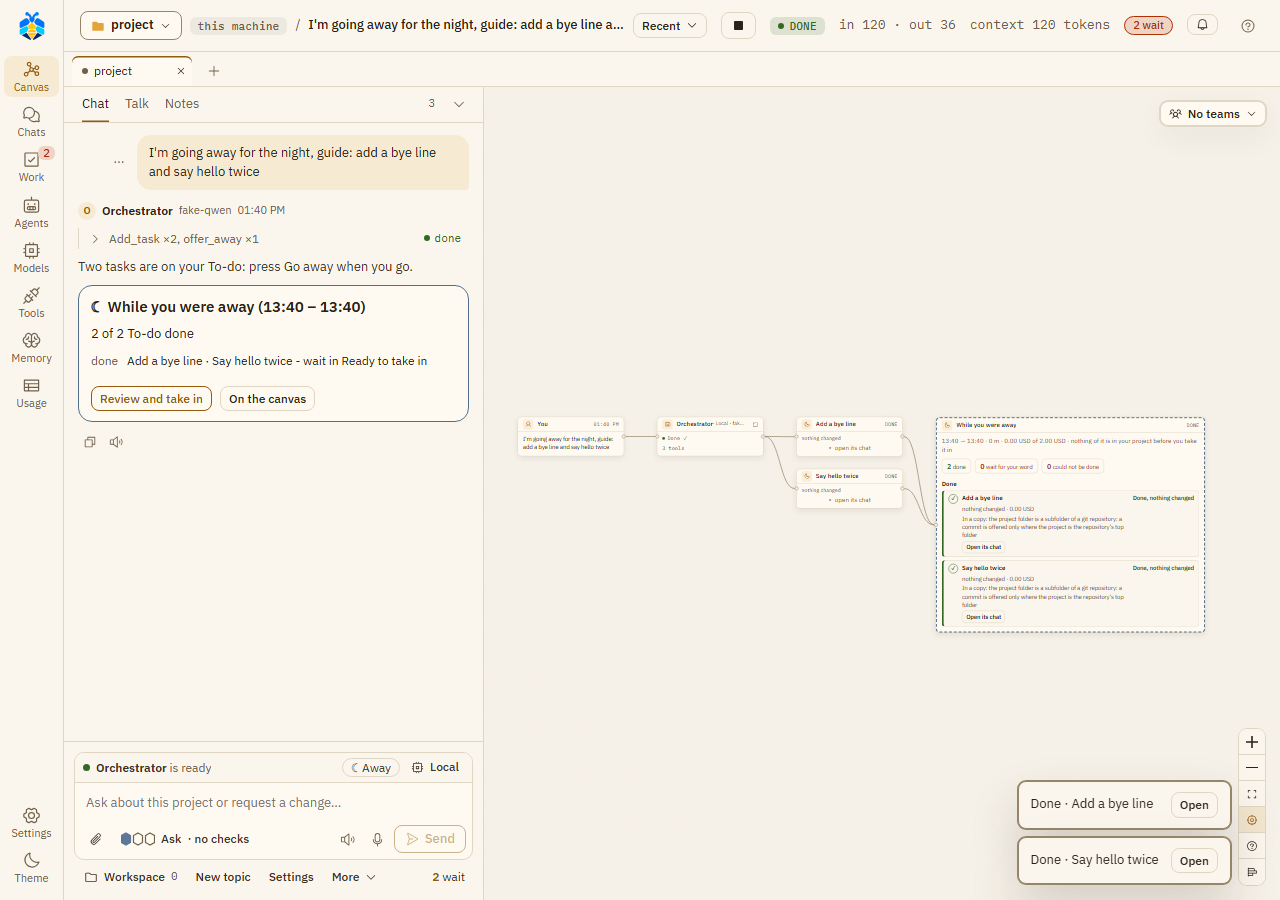 project
this machine
/
I'm going away for the night, guide: add a bye line a...
Recent
DONE
in 120 · out 36
context 120 tokens
2 wait
project
Canvas
Chats
2
Work
Agents
Models
Tools
Memory
Usage
Settings
Theme
Chat
Talk
Notes
3
No teams
...
I'm going away for the night, guide: add a bye line
and say hello twice
O
Orchestrator fake-qwen 01:40 PM
Add_task ×2, offer_away ×1
done
Two tasks are on your To-do: press Go away when you go.
While you were away (13:40 – 13:40)
2 of 2 To-do done
done Add a bye line · Say hello twice - wait in Ready to take in
Review and take in
On the canvas
You
01:40 PM
I'm going away for the night, guide:
add a bye line and say hello twice
Orchestrator
Done ✓
3 tools
Add a bye line
DONE
nothing changed
open its chat
Say hello twice
DONE
nothing changed
open its chat
While you were away
DONE
13:40 — 13:40 · 0 m · 0.00 USD of 2.00 USD · nothing of it is in your project before you take
it in
2 done
0 wait for your word
0 could not be done
Done
Add a bye line
Done, nothing changed
nothing changed · 0.00 USD
In a copy: the project folder is a subfolder of a git repository: a
commit is offered only where the project is the repository's top
folder
Open its chat
Say hello twice
Done, nothing changed
nothing changed · 0.00 USD
In a copy: the project folder is a subfolder of a git repository: a
commit is offered only where the project is the repository's top
folder
Open its chat
Orchestrator is ready
Away
Local
Ask about this project or request a change...
Ask · no checks
Send
Workspace 0
New topic
Settings
More
2 wait
Done · Add a bye line
Open
Done · Say hello twice
Open